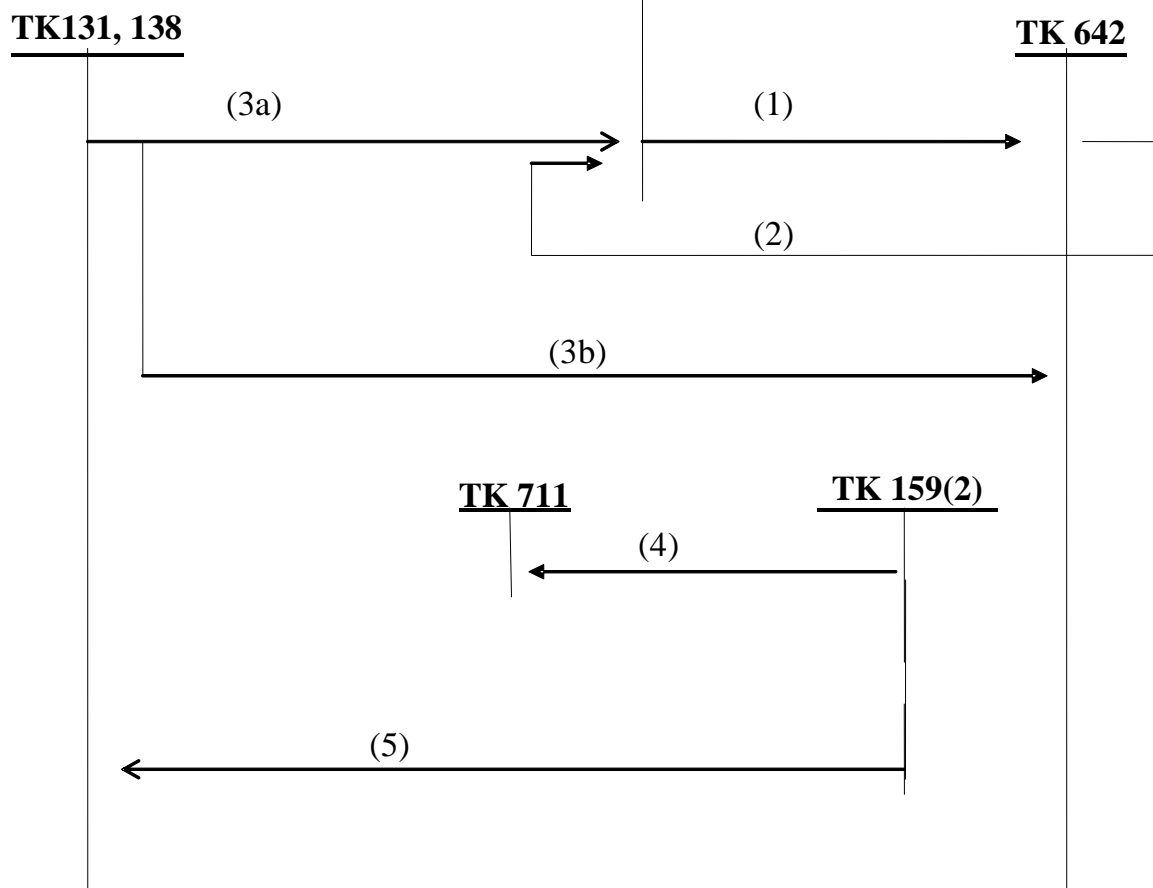 TK131, 138
TK 642
(3a)
(1)
(2)
(3b)
TK 711
TK 159(2)
(4)
(5)